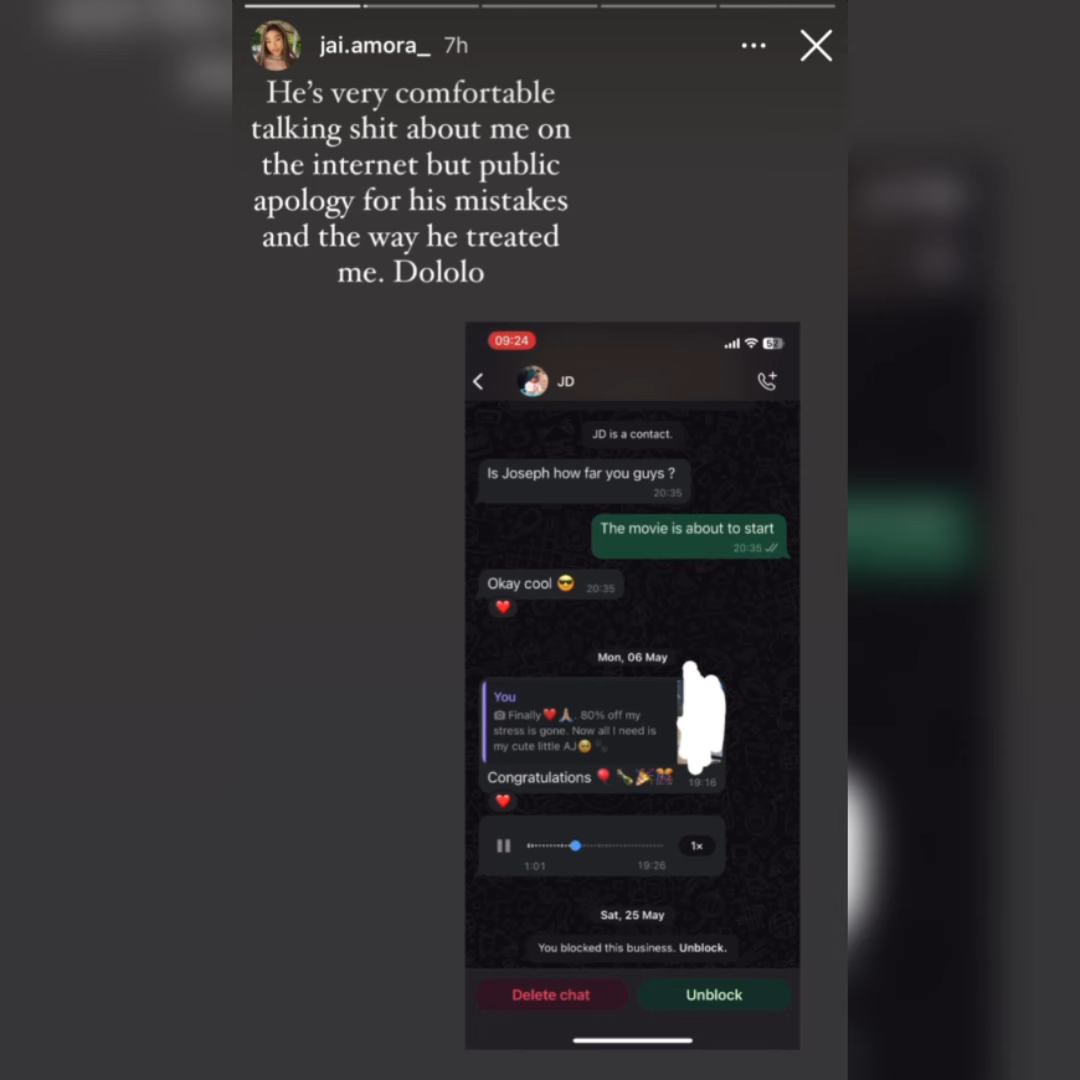 jai.amora_ 7h
He's very comfortable
talking shit about me on
the internet but public
apology for his mistakes
and the way he treated
me. Dololo
09:24
52
JD
JD is a contact.
Is Joseph how far you guys ?
20:35
The movie is about to start
20:35
Okay cool 😎 20:35
❤️
Mon, 06 May
You
Finally❤️🙏🏽. 80% off my
stress is gone. Now all I need is
my cute little AJ🥹🐾
Congratulations 🎈🍾🎉🎊 19:16
❤️
1x
1:01 19:26
Sat, 25 May
You blocked this business. Unblock.
Delete chat Unblock